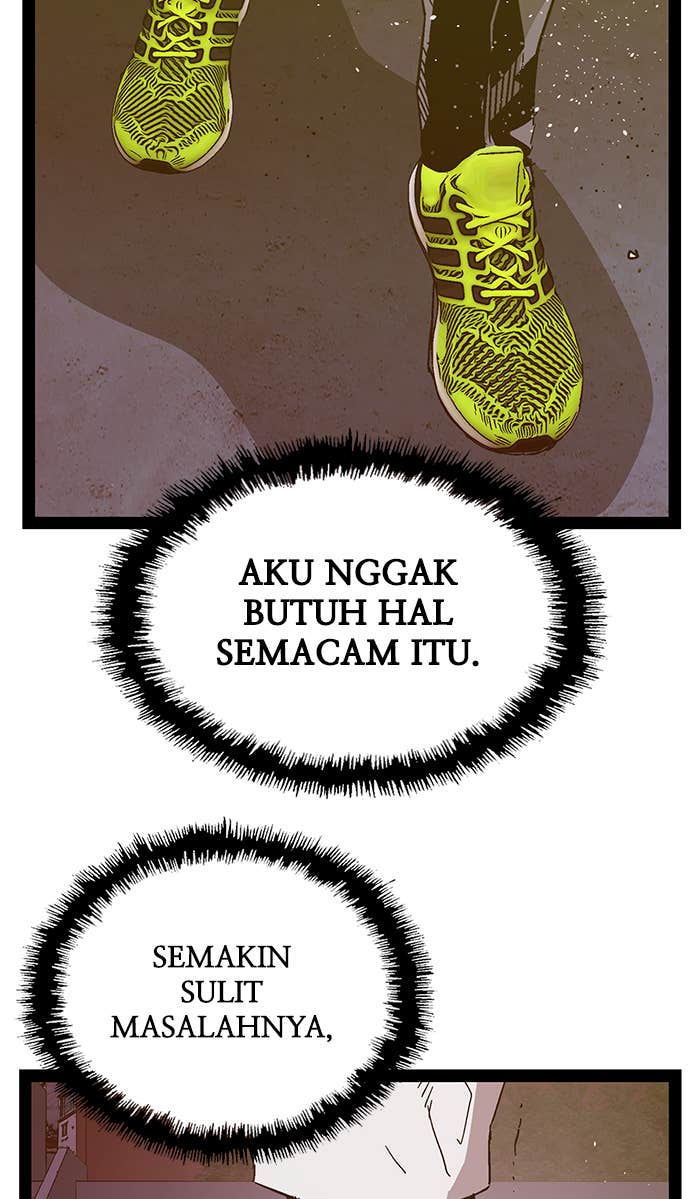 AKU NGGAK
BUTUH HAL
SEMACAM ITU.
SEMAKIN
SULIT
MASALAHNYA,